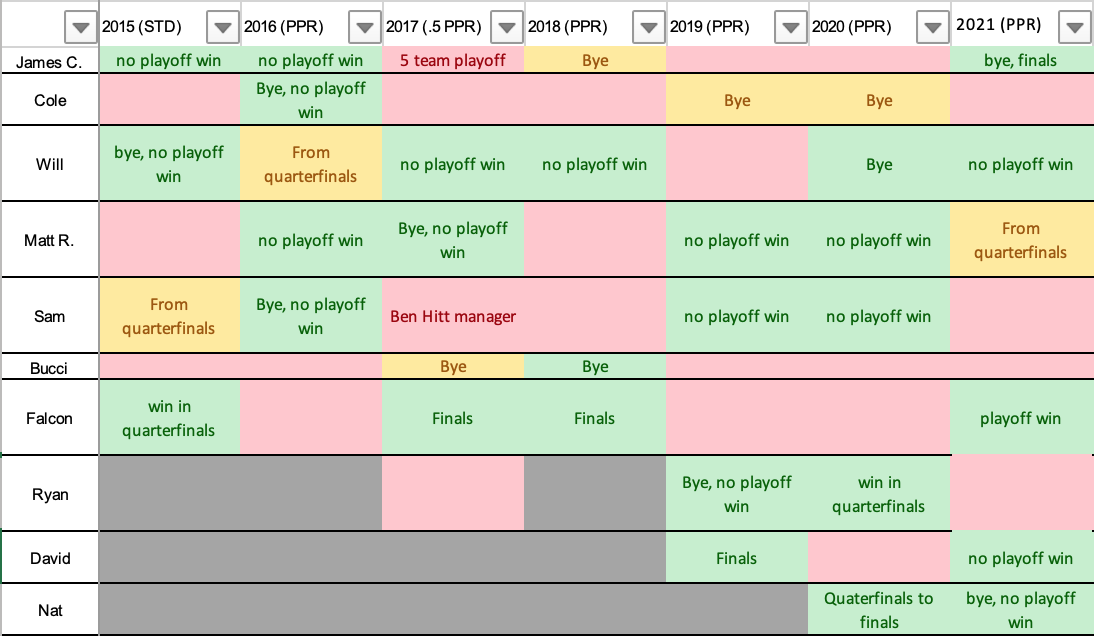 2015 (STD) 2016 (PPR) 2017 (.5 PPR) 2018 (PPR) 2019 (PPR) 2020 (PPR) 2021 (PPR)
James C. no playoff win no playoff win 5 team playoff Bye bye, finals
Cole
Bye, no playoff
win
Bye Bye
Will
bye, no playoff
win
From
quarterfinals
no playoff win no playoff win Bye no playoff win
Matt R. no playoff win
Bye, no playoff
win
no playoff win no playoff win
From
quarterfinals
Sam
From
quarterfinals
Bye, no playoff
win
Ben Hitt manager no playoff win no playoff win
Bucci Bye Bye
Falcon
win in
quarterfinals
Finals Finals playoff win
Ryan
Bye, no playoff
win
win in
quarterfinals
David Finals no playoff win
Nat
Quaterfinals to
finals
bye, no playoff
win